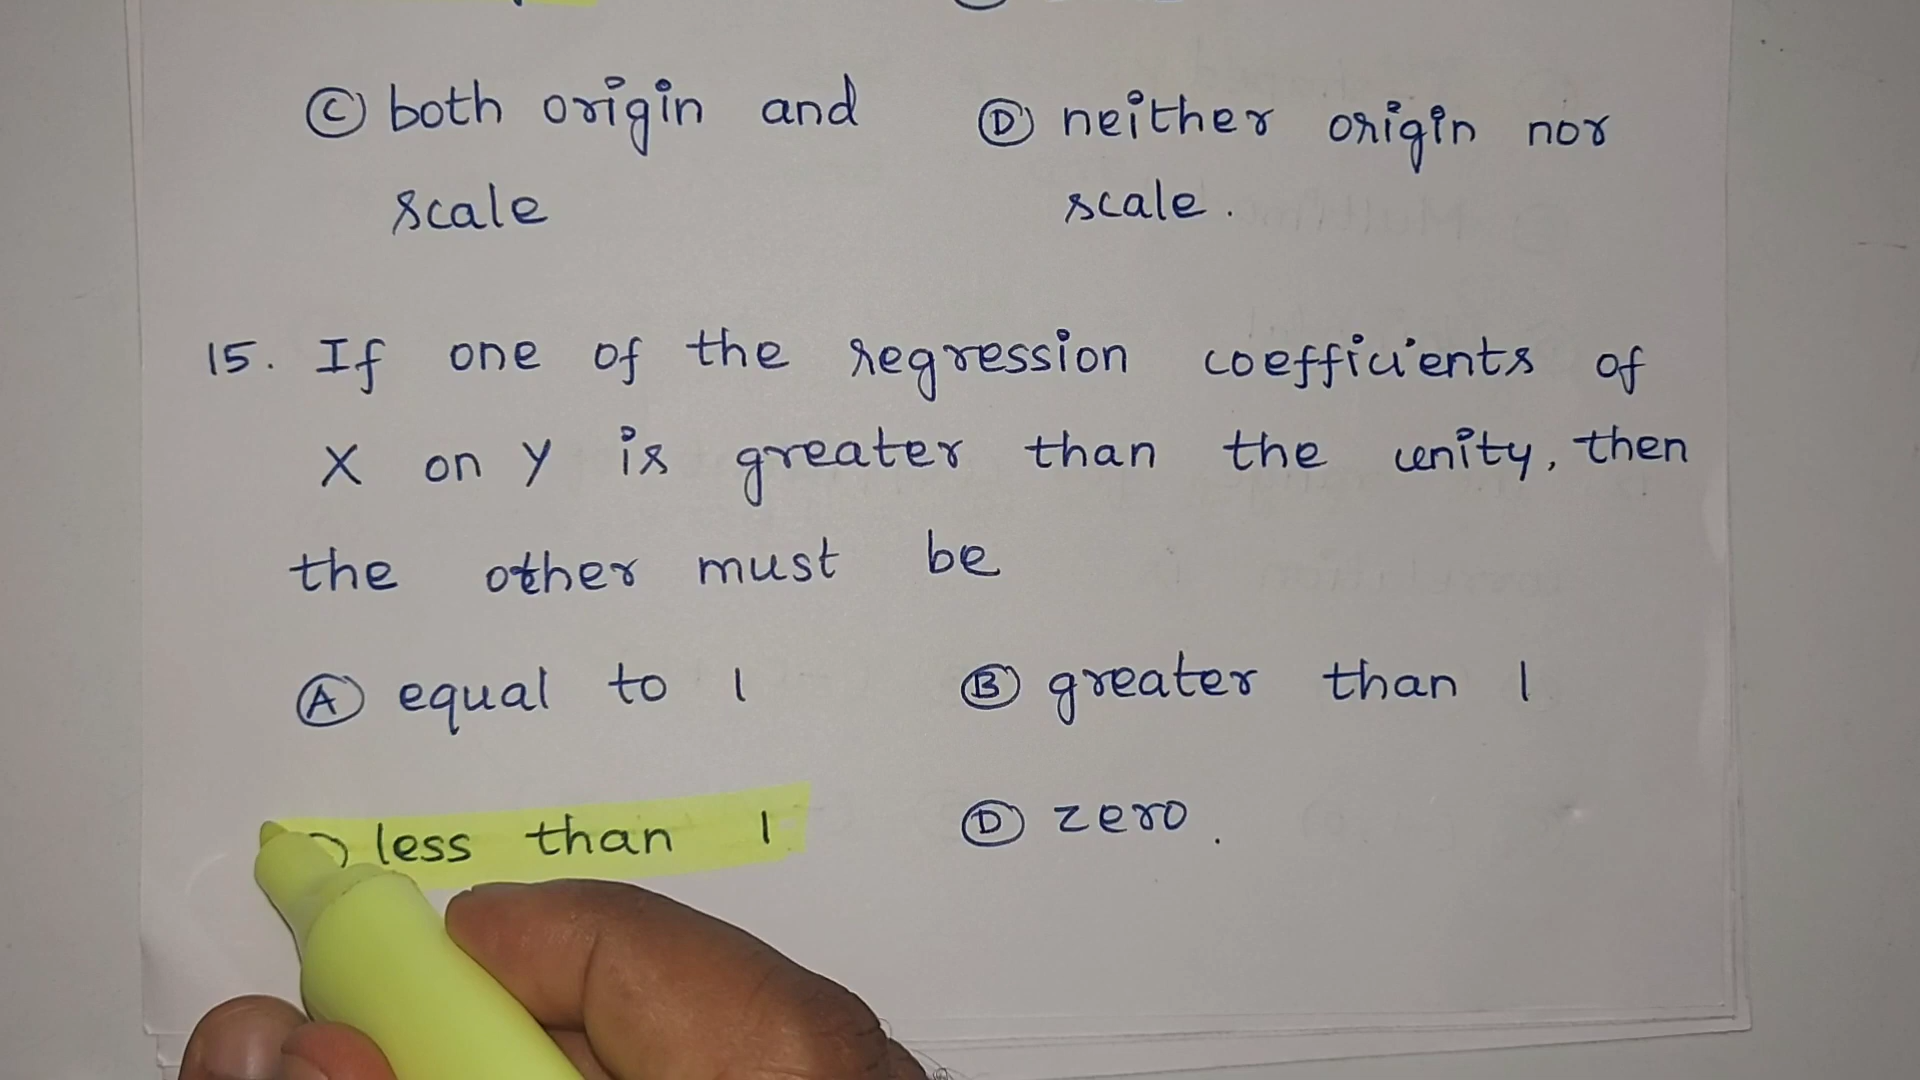 Ⓒ both origin and Ⓓ neither origin nor
scale scale.
15. If one of the regression coefficients of
X on Y is greater than the unity, then
the other must be
Ⓐ equal to 1 Ⓑ greater than 1
less than 1 Ⓓ zero.